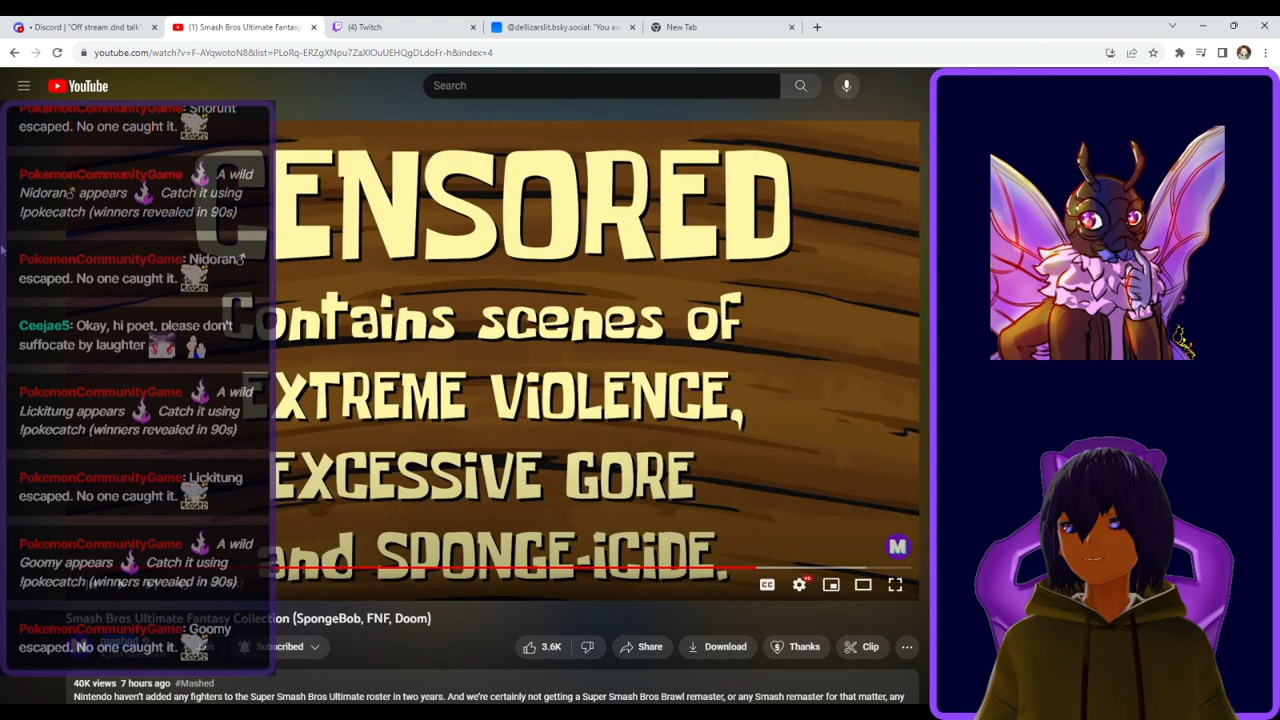 • Discord | "Off stream dnd talk"
(1) Smash Bros Ultimate Fantasy
(4) Twitch
@dellizarslit.bsky.social: "You aw
New Tab
youtube.com/watch?v=F-AYqwotoN8&list=PLoRq-ERZgXNpu7ZaXlOuUEHQgDLdoFr-h&index=4
YouTube
Search
PokemonCommunityGame: Snorunt
escaped. No one caught it.
PokemonCommunityGame A wild
Nidoran♂ appears Catch it using
!pokecatch (winners revealed in 90s)
PokemonCommunityGame: Nidoran♂
escaped. No one caught it.
Ceejae5: Okay, hi poet, please don't
suffocate by laughter
PokemonCommunityGame A wild
Lickitung appears Catch it using
!pokecatch (winners revealed in 90s)
PokemonCommunityGame: Lickitung
escaped. No one caught it.
PokemonCommunityGame A wild
Goomy appears Catch it using
!pokecatch (winners revealed in 90s)
PokemonCommunityGame: Goomy
escaped. No one caught it.
CENSORED
Contains scenes of
EXTREME ViOLENCE,
EXCESSiVE GORE
and SPONGE-iCiDE.
M
CC
HD
Smash Bros Ultimate Fantasy Collection (SpongeBob, FNF, Doom)
mashed
Subscribed
3.6K
Share
Download
Thanks
Clip
40K views 7 hours ago #Mashed
Nintendo haven't added any fighters to the Super Smash Bros Ultimate roster in two years. And we're certainly not getting a Super Smash Bros Brawl remaster, or any Smash remaster for that matter, any